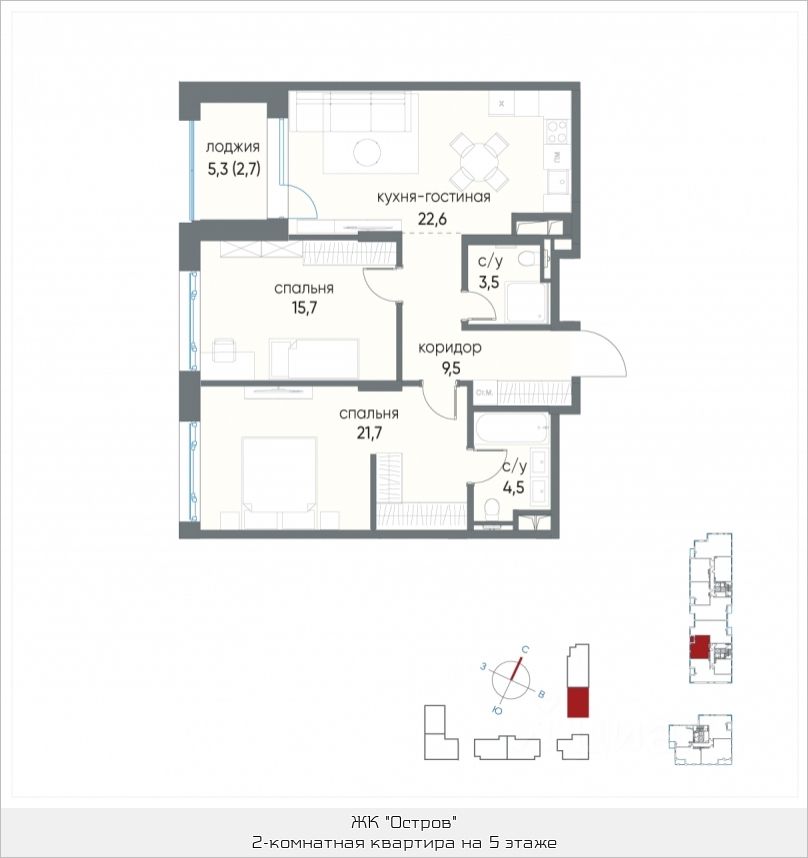 лоджия
5,3 (2,7)
кухня-гостиная
22,6
ПМ
с/у
3,5
спальня
15,7
коридор
9,5
Ст.М.
спальня
21,7
с/у
4,5
С
З
В
Ю
ЖК "Остров"
2-комнатная квартира на 5 этаже